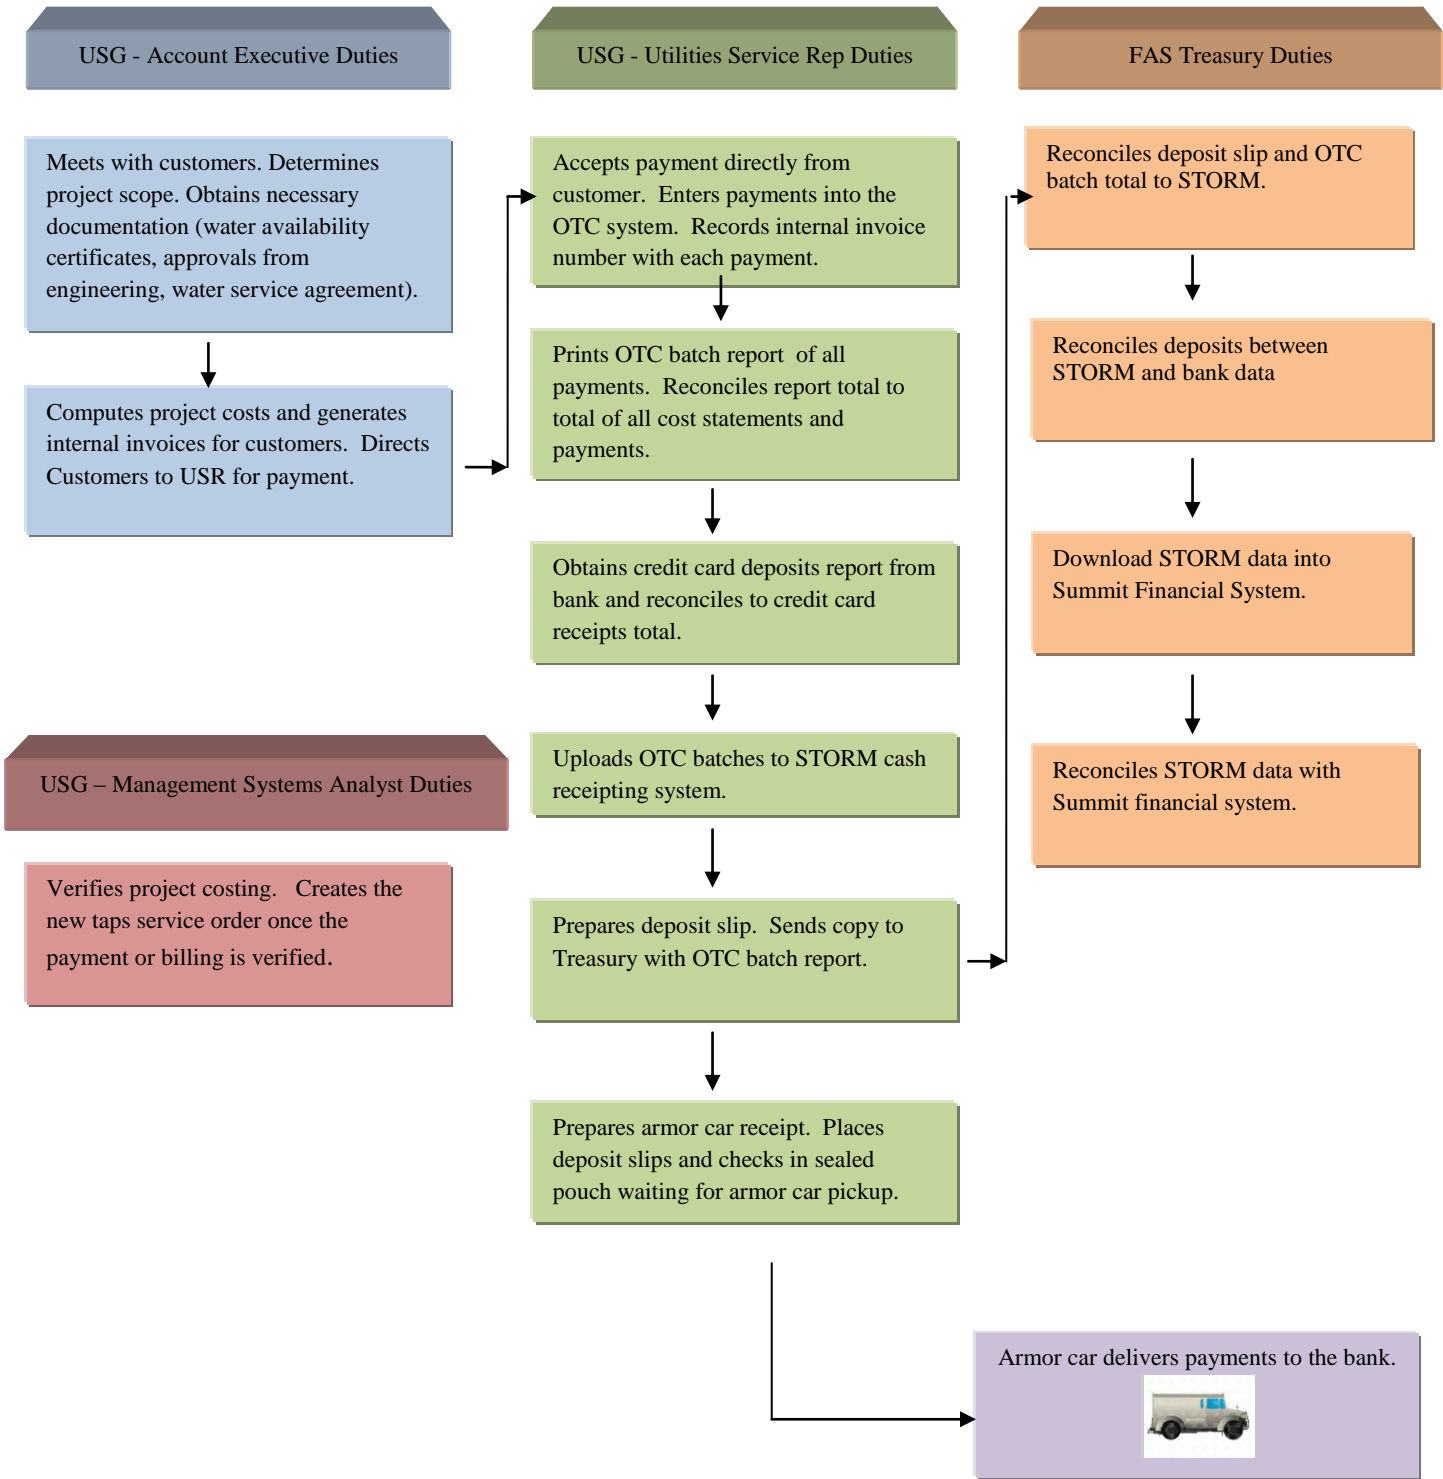 USG - Account Executive Duties
Meets with customers. Determines
project scope. Obtains necessary
documentation (water availability
certificates, approvals from
engineering, water service agreement).
Computes project costs and generates
internal invoices for customers. Directs
Customers to USR for payment.
USG – Management Systems Analyst Duties
Verifies project costing. Creates the
new taps service order once the
payment or billing is verified.
USG - Utilities Service Rep Duties
Accepts payment directly from
customer. Enters payments into the
OTC system. Records internal invoice
number with each payment.
Prints OTC batch report of all
payments. Reconciles report total to
total of all cost statements and
payments.
Obtains credit card deposits report from
bank and reconciles to credit card
receipts total.
Uploads OTC batches to STORM cash
receipting system.
Prepares deposit slip. Sends copy to
Treasury with OTC batch report.
Prepares armor car receipt. Places
deposit slips and checks in sealed
pouch waiting for armor car pickup.
FAS Treasury Duties
Reconciles deposit slip and OTC
batch total to STORM.
Reconciles deposits between
STORM and bank data
Download STORM data into
Summit Financial System.
Reconciles STORM data with
Summit financial system.
Armor car delivers payments to the bank.